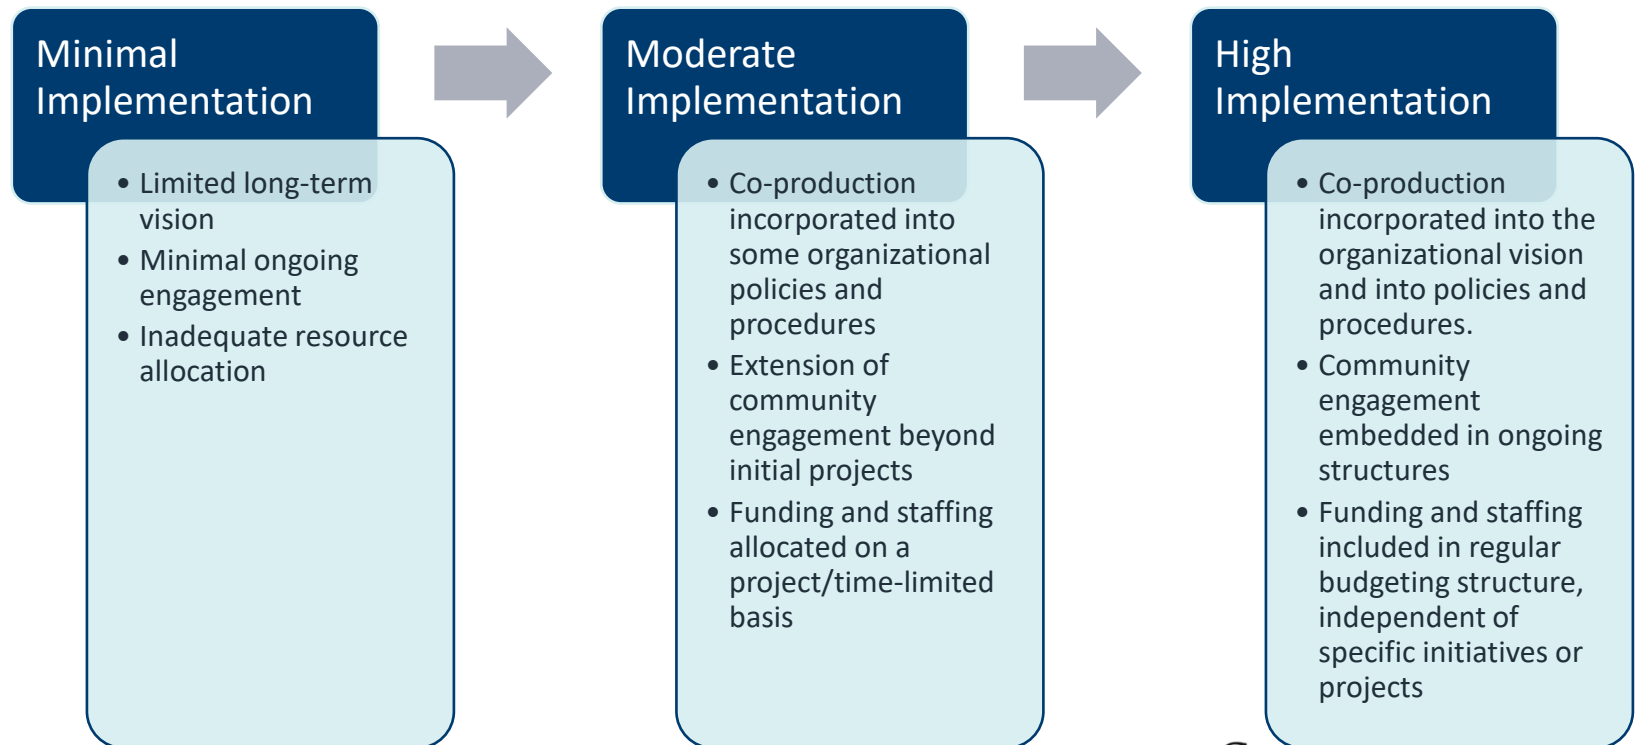 Minimal
Implementation
• Limited long-term
vision
• Minimal ongoing
engagement
• Inadequate resource
allocation
Moderate
Implementation
• Co-production
incorporated into
some organizational
policies and
procedures
• Extension of
community
engagement beyond
initial projects
• Funding and staffing
allocated on a
project/time-limited
basis
High
Implementation
• Co-production
incorporated into the
organizational vision
and into policies and
procedures.
• Community
engagement
embedded in ongoing
structures
• Funding and staffing
included in regular
budgeting structure,
independent of
specific initiatives or
projects